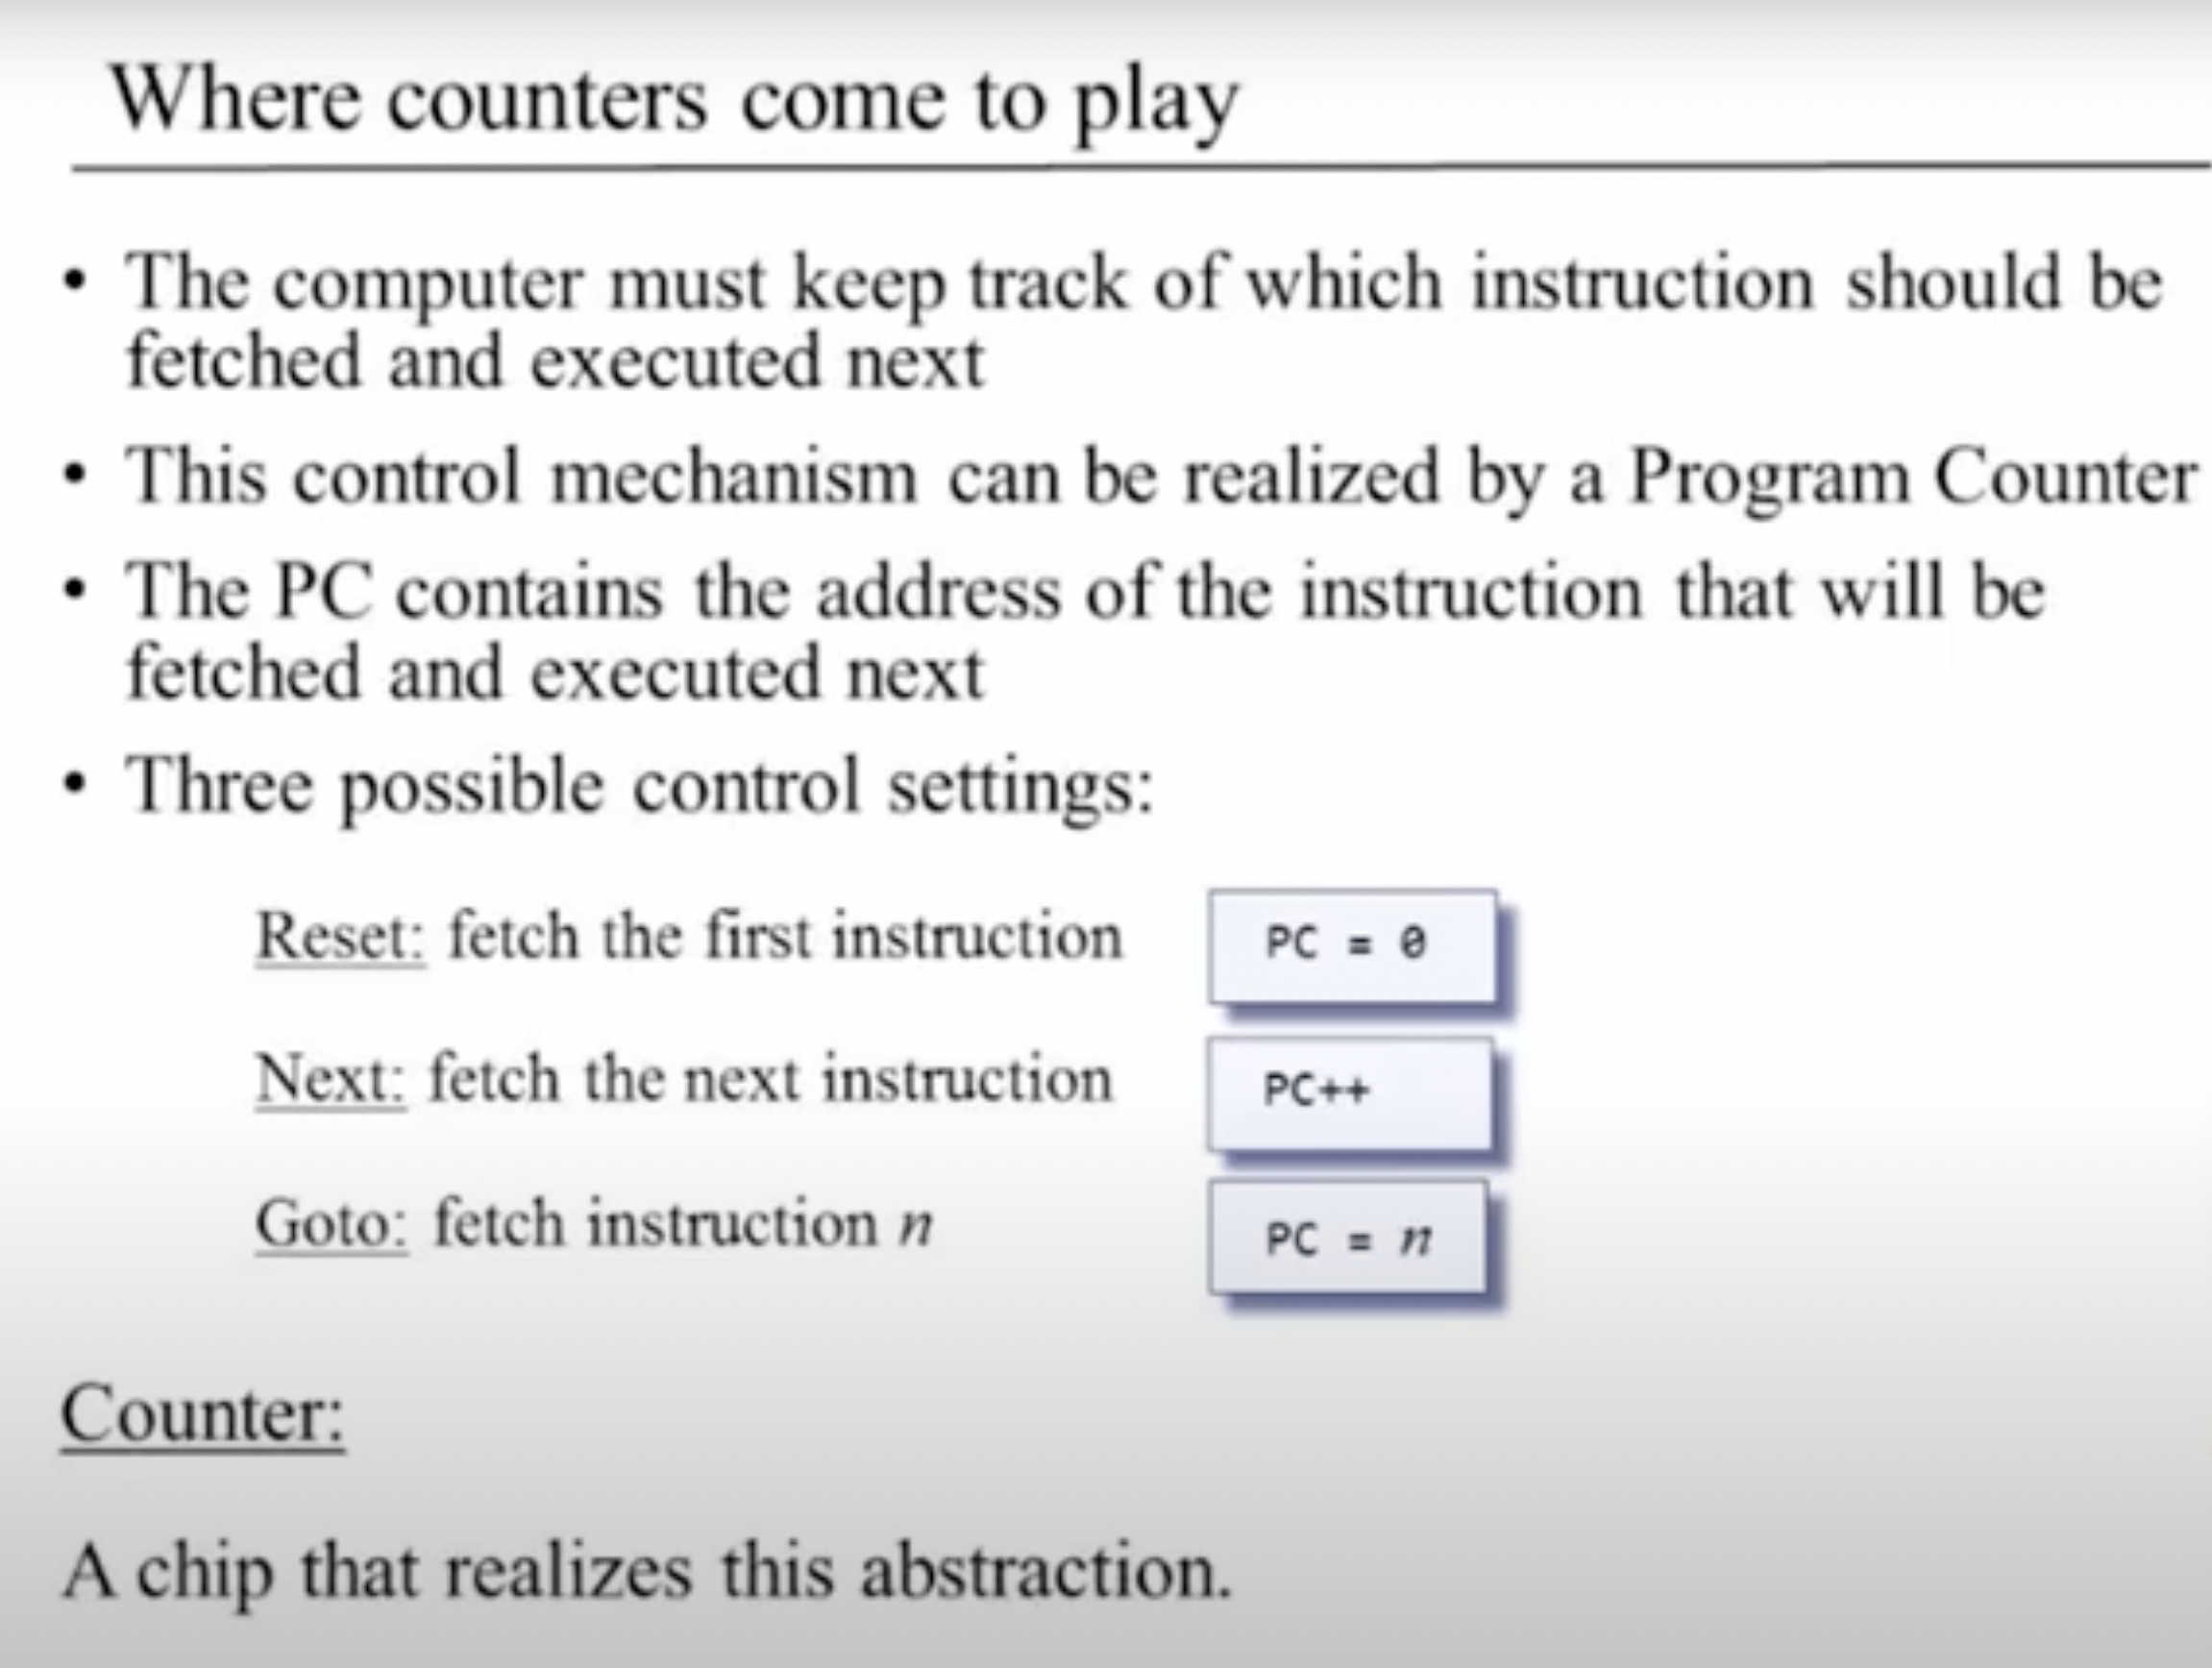 Where counters come to play
• The computer must keep track of which instruction should be
fetched and executed next
• This control mechanism can be realized by a Program Counter
• The PC contains the address of the instruction that will be
fetched and executed next
• Three possible control settings:
Reset: fetch the first instruction PC = 0
Next: fetch the next instruction PC++
Goto: fetch instruction n PC = n
Counter:
A chip that realizes this abstraction.